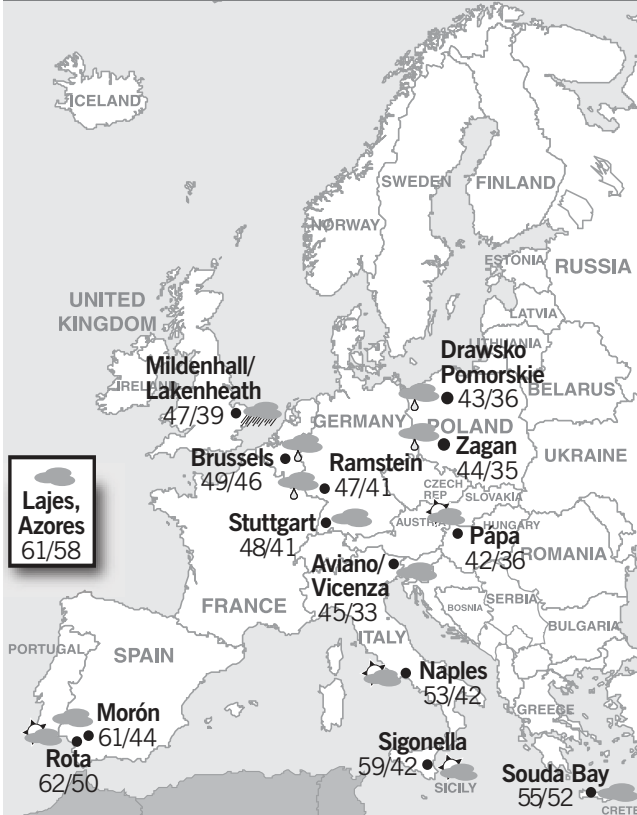 ICELAND
SWEDEN
FINLAND
NORWAY
ESTONIA
RUSSIA
LATVIA
LITHUANIA
UNITED
KINGDOM
IRELAND
Mildenhall/
Lakenheath
47/39
Drawsko
Pomorskie
43/36
BELARUS
GERMANY
POLAND
Zagan
44/35
UKRAINE
Brussels
49/46
Ramstein
47/41
CZECH
REP
SLOVAKIA
Lajes,
Azores
61/58
Stuttgart
48/41
AUSTRIA
HUNGARY
Pápa
42/36
ROMANIA
Aviano/
Vicenza
45/33
FRANCE
BOSNIA
SERBIA
BULGARIA
ITALY
PORTUGAL
SPAIN
Naples
53/42
GREECE
Morón
61/44
Rota
62/50
Sigonella
59/42
SICILY
Souda Bay
55/52
CRETE